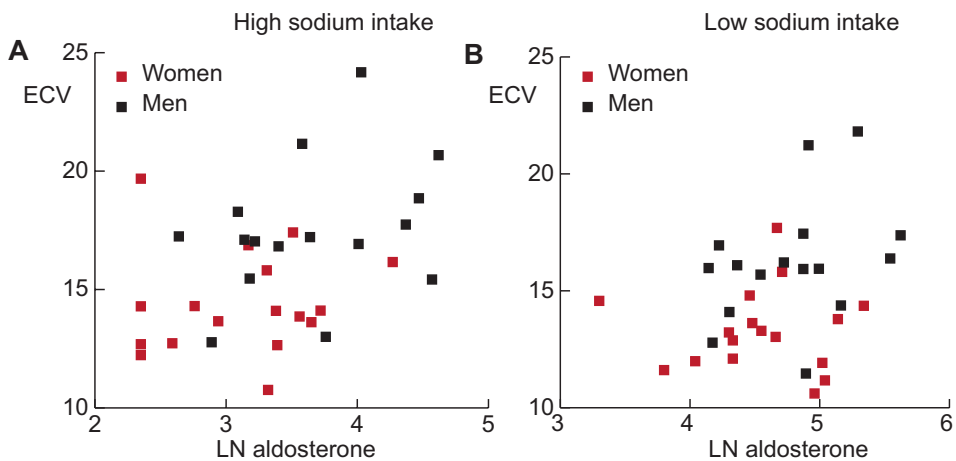 A
High sodium intake
ECV
Women
Men
25
20
15
10
2
3
4
5
LN aldosterone
B
Low sodium intake
ECV
Women
Men
25
20
15
10
3
4
5
6
LN aldosterone